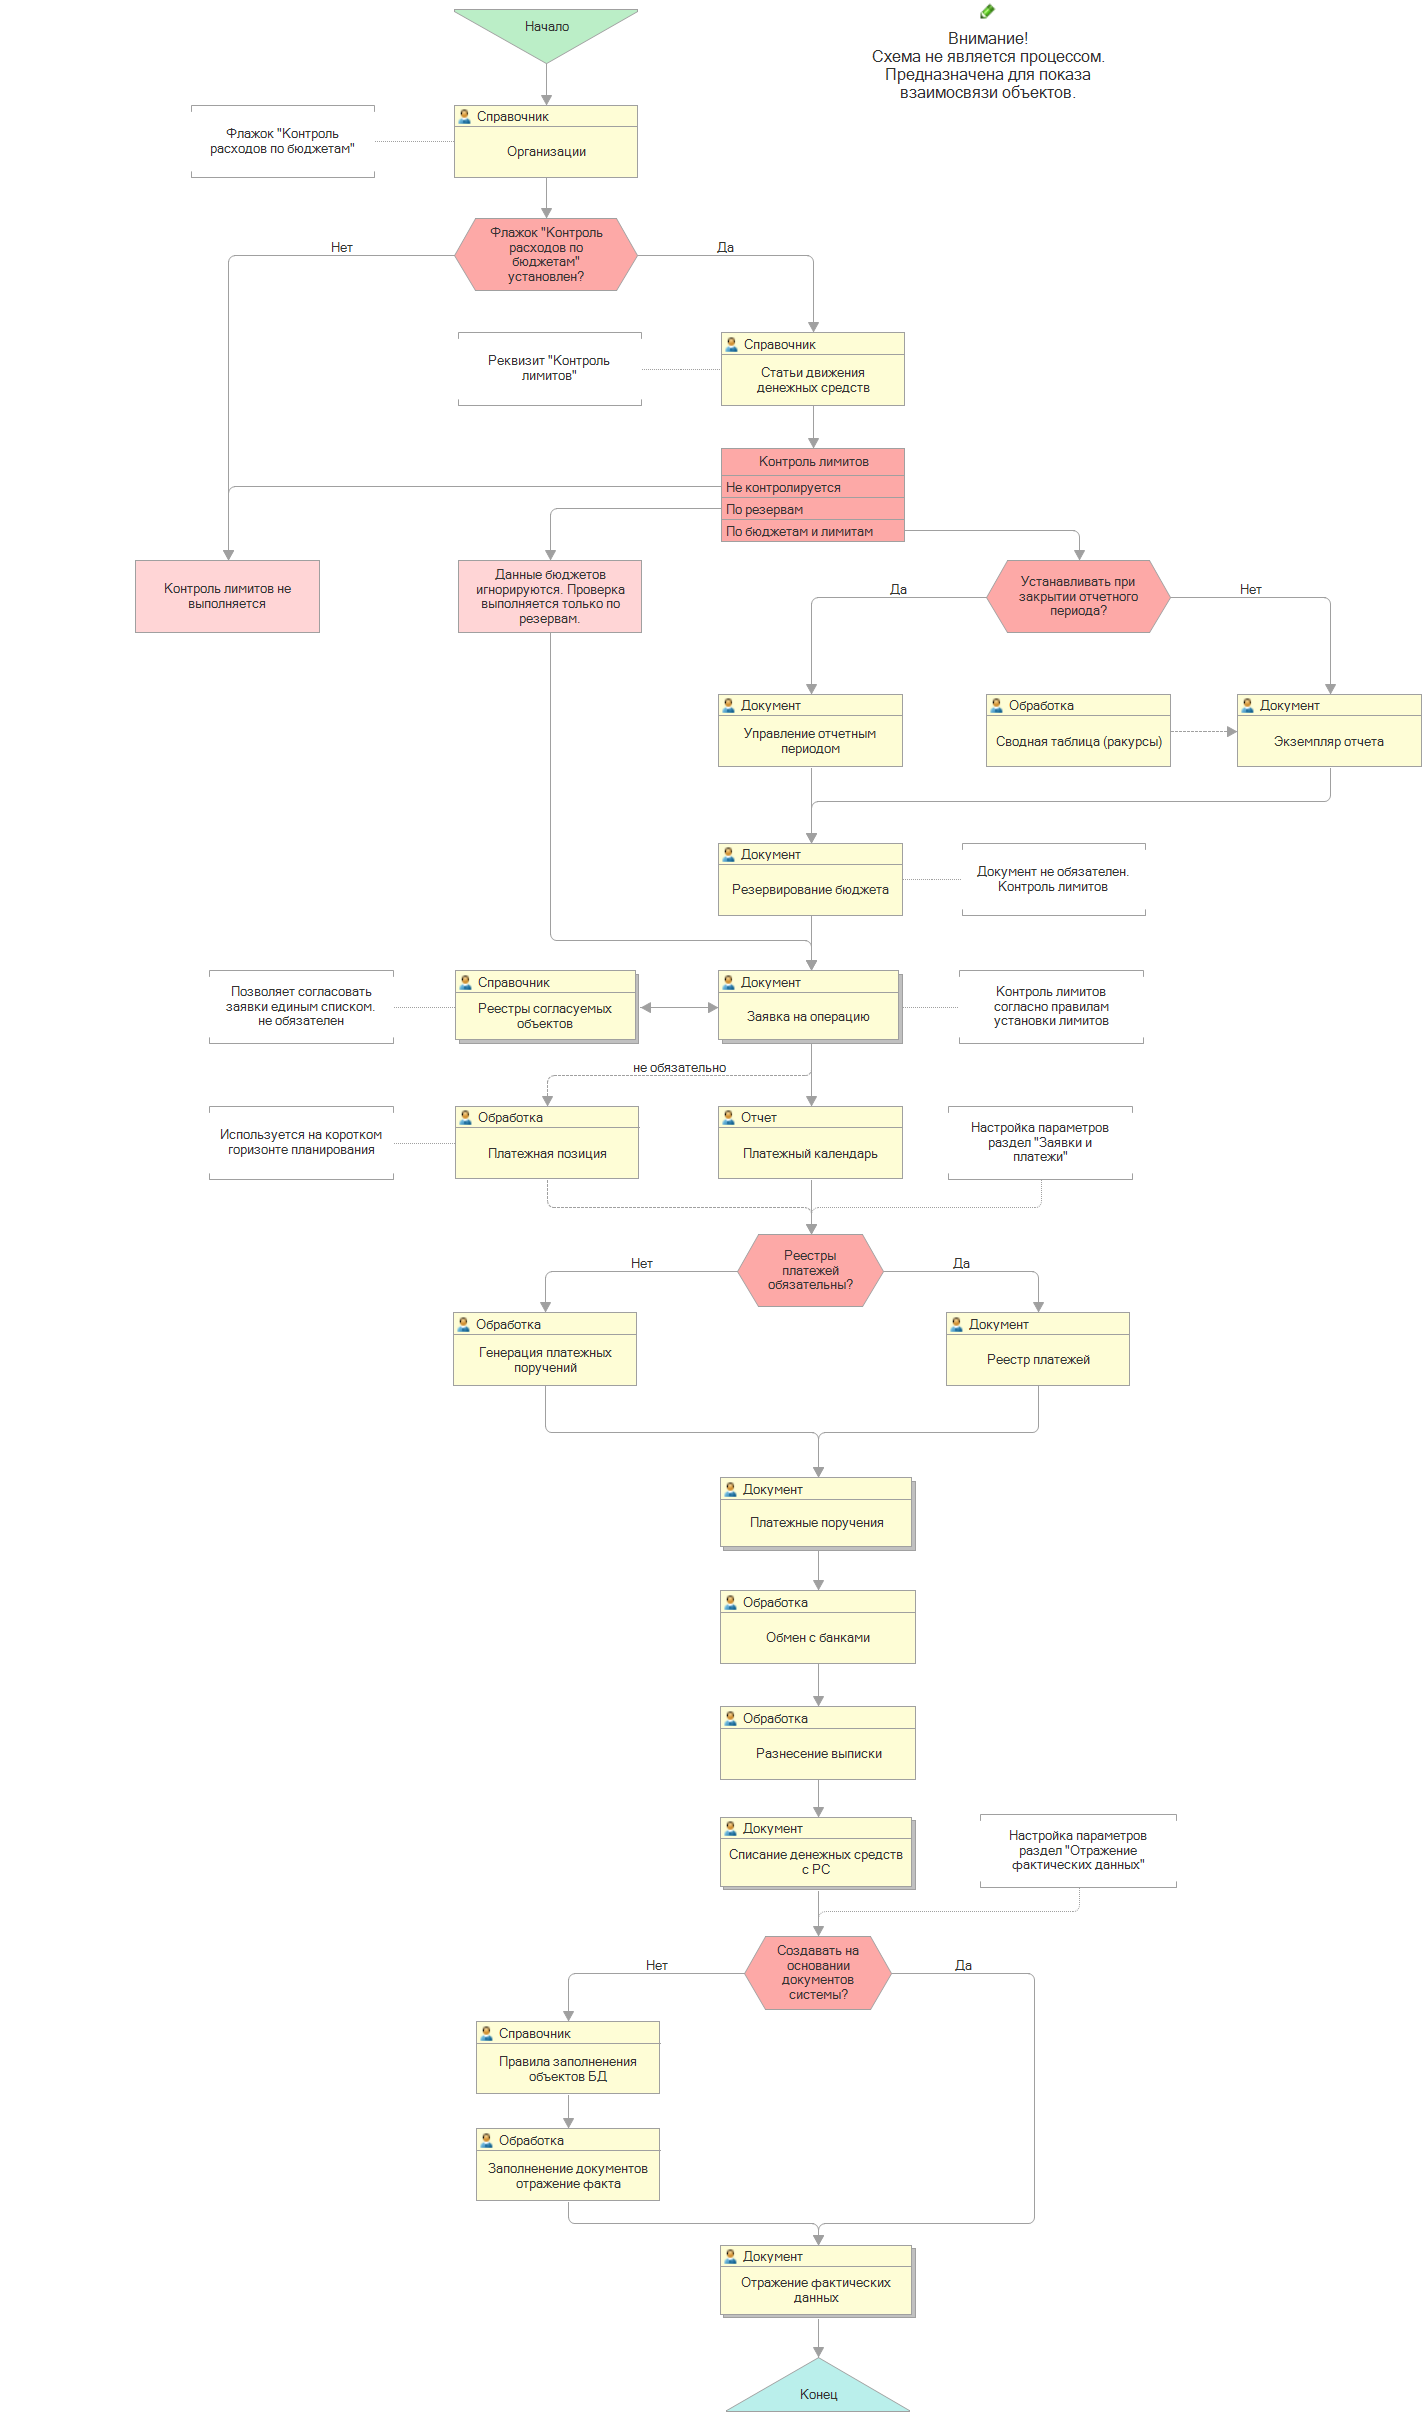 Начало
Внимание!
Схема не является процессом.
Предназначена для показа
взаимосвязи объектов.
Справочник
Организации
Флажок "Контроль
расходов по бюджетам"
Флажок "Контроль
расходов по
бюджетам"
установлен?
Нет
Да
Справочник
Статьи движения
денежных средств
Реквизит "Контроль
лимитов"
Контроль лимитов
Не контролируется
По резервам
По бюджетам и лимитам
Контроль лимитов не
выполняется
Данные бюджетов
игнорируются. Проверка
выполняется только по
резервам.
Устанавливать при
закрытии отчетного
периода?
Да
Нет
Документ
Управление отчетным
периодом
Обработка
Сводная таблица (ракурсы)
Документ
Экземпляр отчета
Документ
Резервирование бюджета
Документ не обязателен.
Контроль лимитов
Позволяет согласовать
заявки единым списком.
не обязателен
Справочник
Реестры согласуемых
объектов
Документ
Заявка на операцию
Контроль лимитов
согласно правилам
установки лимитов
не обязательно
Используется на коротком
горизонте планирования
Обработка
Платежная позиция
Отчет
Платежный календарь
Настройка параметров
раздел "Заявки и
платежи"
Реестры
платежей
обязательны?
Нет
Да
Обработка
Генерация платежных
поручений
Документ
Реестр платежей
Документ
Платежные поручения
Обработка
Обмен с банками
Обработка
Разнесение выписки
Документ
Списание денежных средств
с РС
Настройка параметров
раздел "Отражение
фактических данных"
Создавать на
основании
документов
системы?
Нет
Да
Справочник
Правила заполненения
объектов БД
Обработка
Заполненение документов
отражение факта
Документ
Отражение фактических
данных
Конец